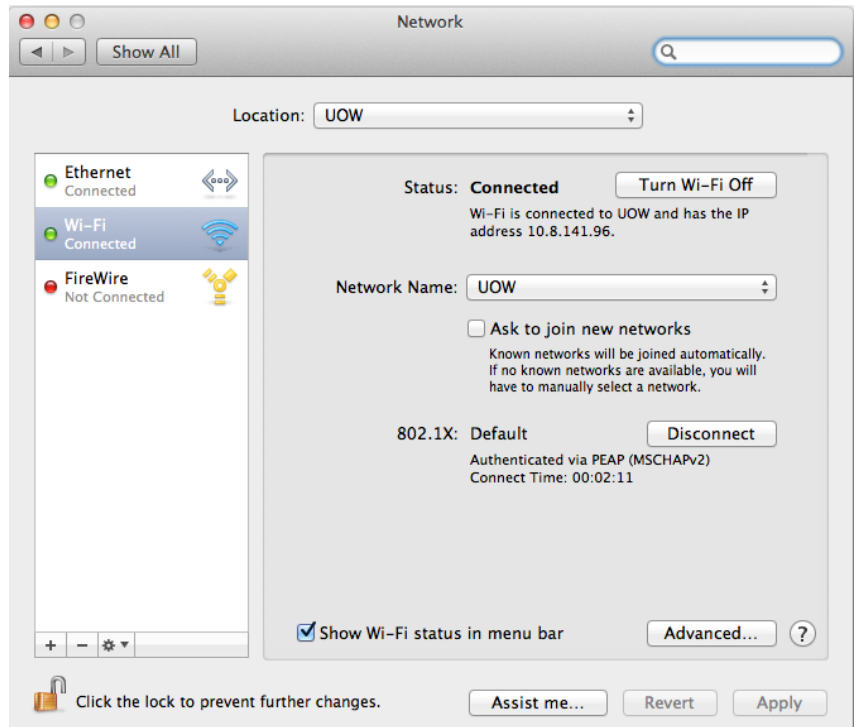 Network
Show All
Location: UOW
Ethernet
Connected
Wi-Fi
Connected
FireWire
Not Connected
Status: Connected
Turn Wi-Fi Off
Wi-Fi is connected to UOW and has the IP
address 10.8.141.96.
Network Name: UOW
Ask to join new networks
Known networks will be joined automatically.
If no known networks are available, you will
have to manually select a network.
802.1X: Default
Disconnect
Authenticated via PEAP (MSCHAPv2)
Connect Time: 00:02:11
Show Wi-Fi status in menu bar
Advanced...
?
+ −
Click the lock to prevent further changes.
Assist me...
Revert
Apply